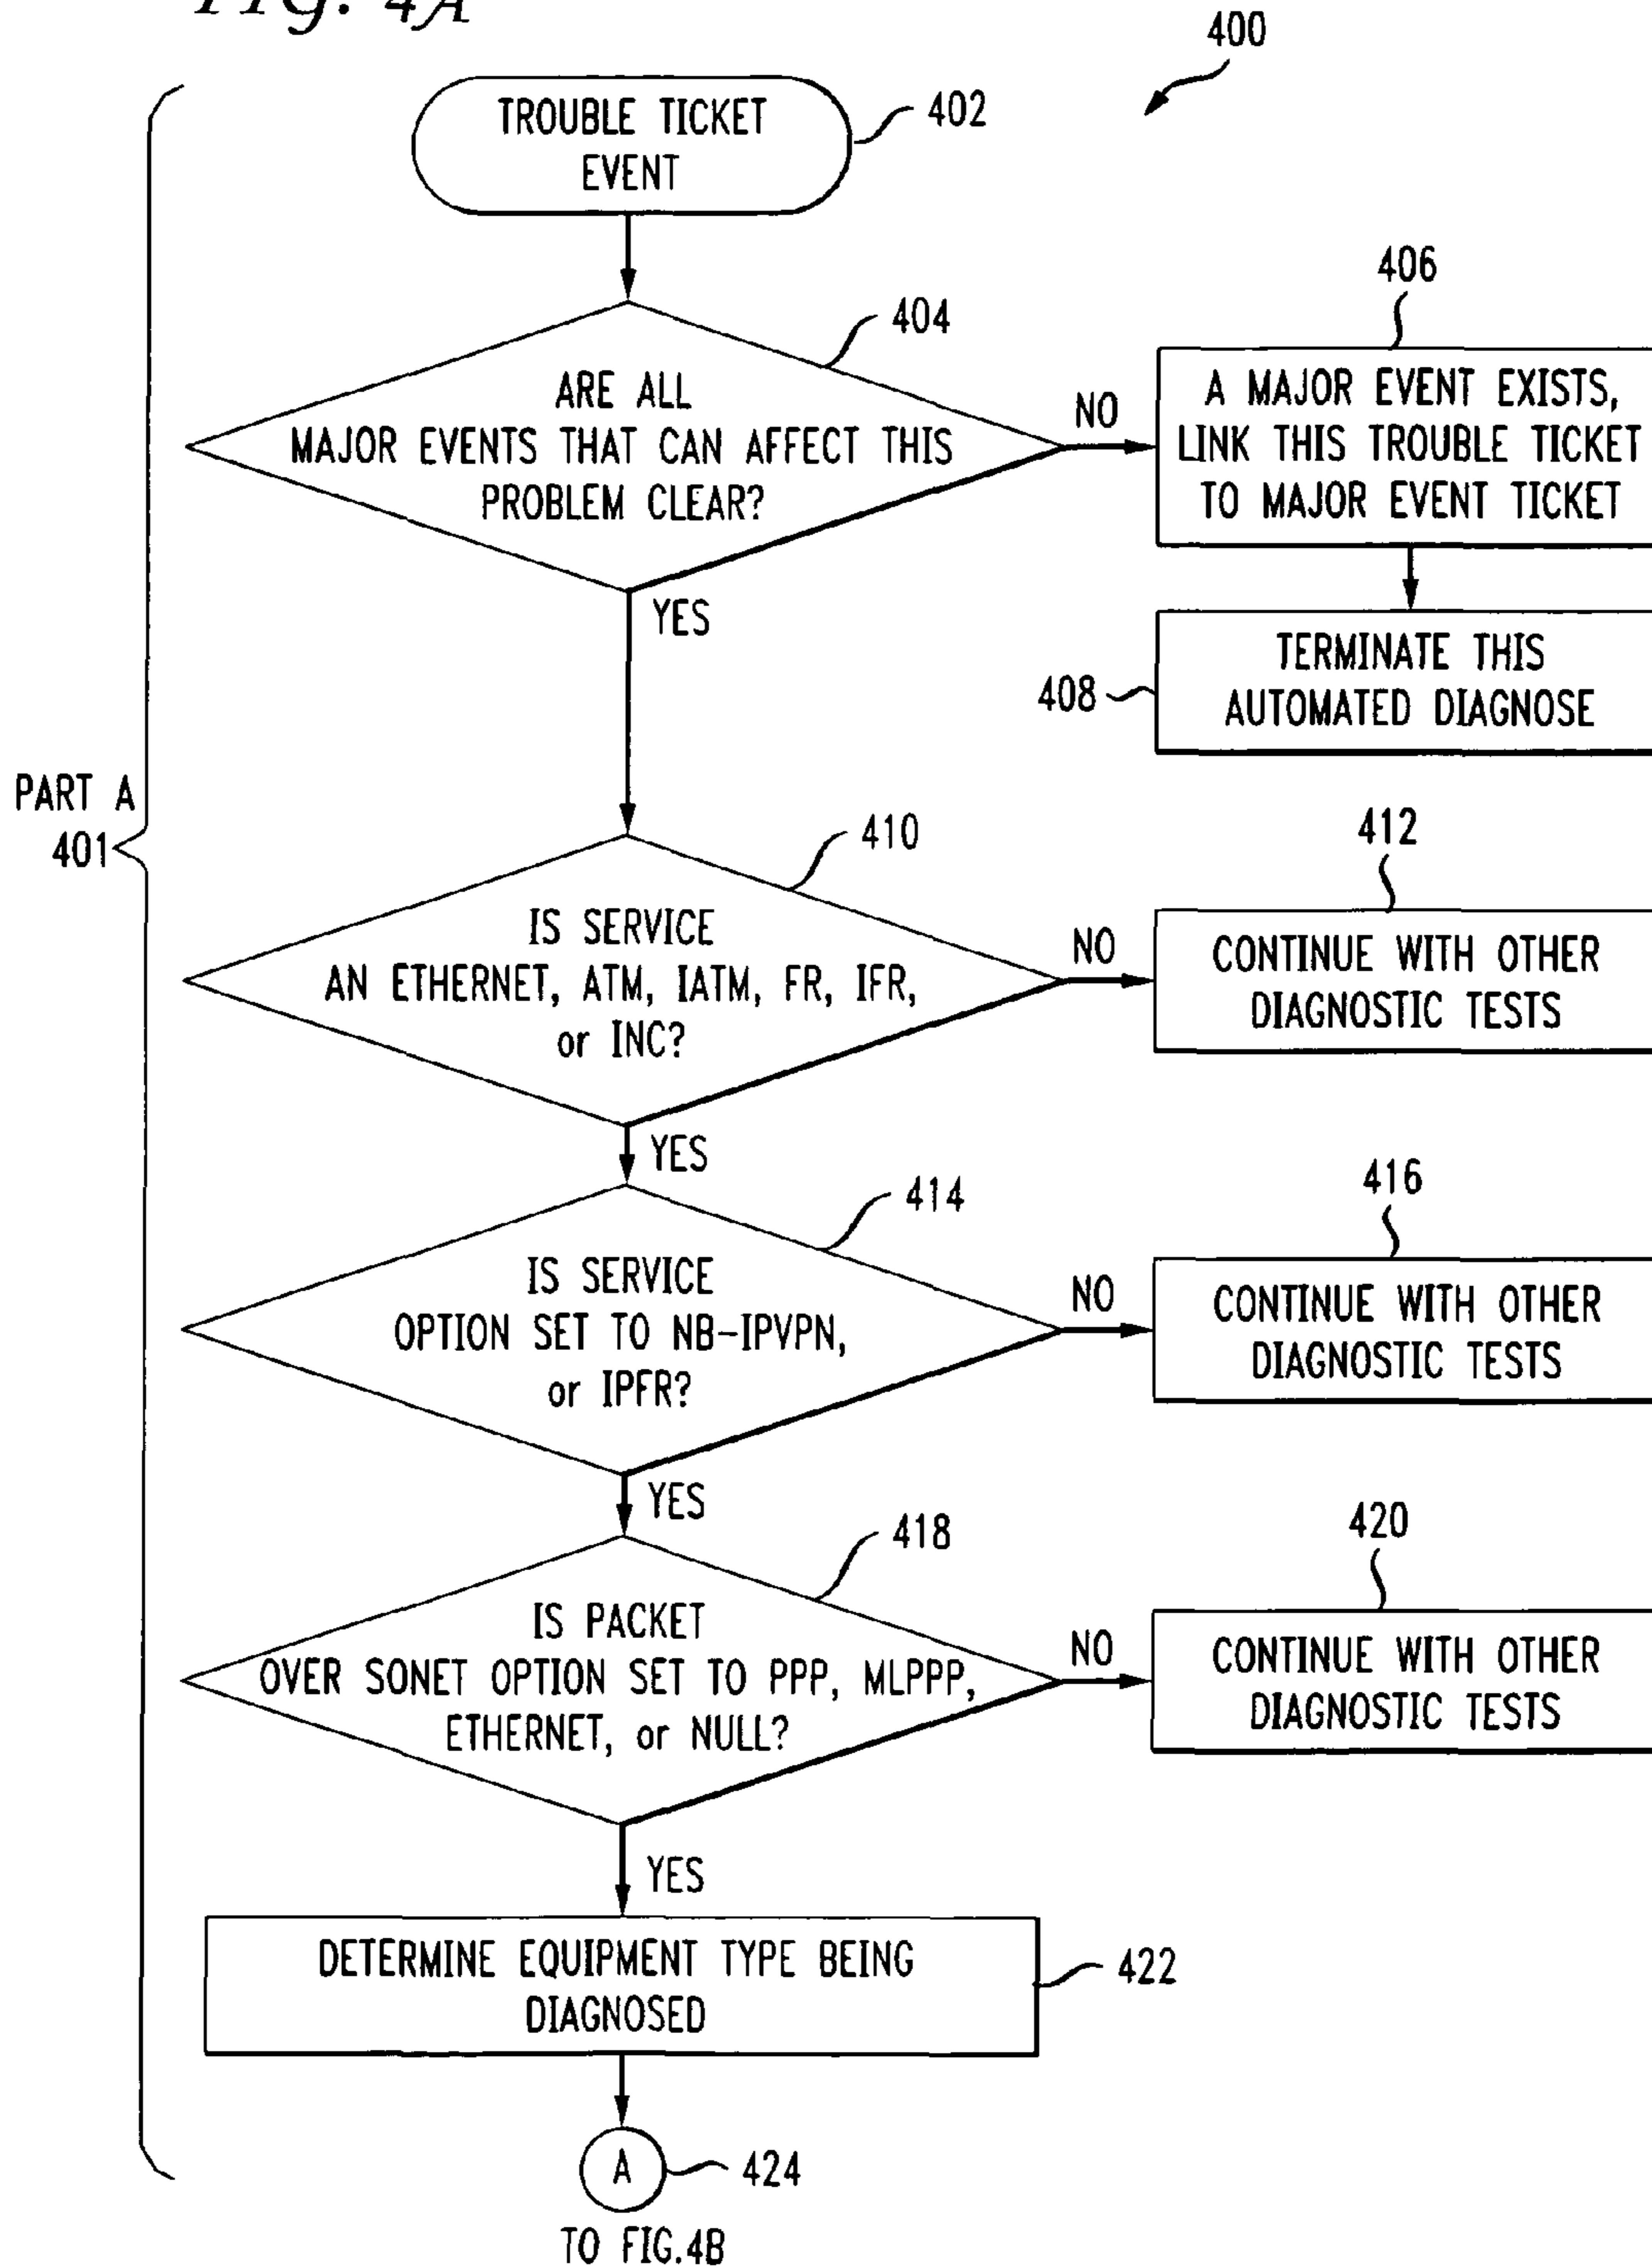 FIG. 4A
400
TROUBLE TICKET
EVENT
402
404
ARE ALL
MAJOR EVENTS THAT CAN AFFECT THIS
PROBLEM CLEAR?
NO
YES
406
A MAJOR EVENT EXISTS,
LINK THIS TROUBLE TICKET
TO MAJOR EVENT TICKET
408
TERMINATE THIS
AUTOMATED DIAGNOSE
PART A
401
410
IS SERVICE
AN ETHERNET, ATM, IATM, FR, IFR,
or INC?
NO
YES
412
CONTINUE WITH OTHER
DIAGNOSTIC TESTS
414
IS SERVICE
OPTION SET TO NB-IPVPN,
or IPFR?
NO
YES
416
CONTINUE WITH OTHER
DIAGNOSTIC TESTS
418
IS PACKET
OVER SONET OPTION SET TO PPP, MLPPP,
ETHERNET, or NULL?
NO
YES
420
CONTINUE WITH OTHER
DIAGNOSTIC TESTS
DETERMINE EQUIPMENT TYPE BEING
DIAGNOSED
422
A
424
TO FIG.4B